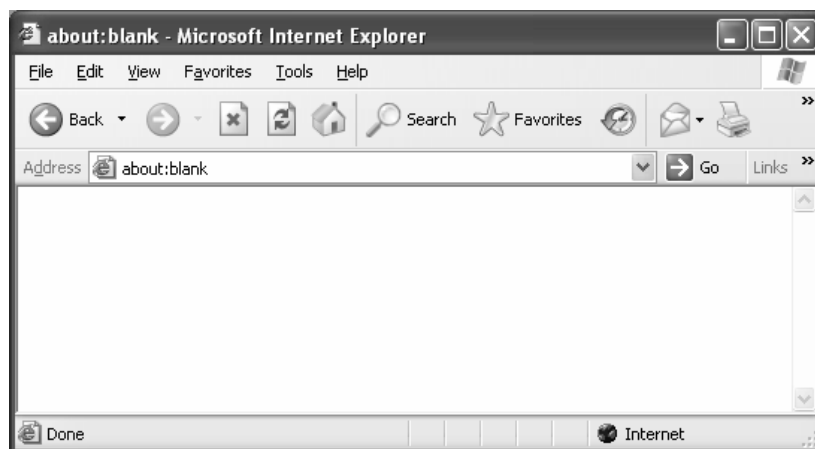 about:blank - Microsoft Internet Explorer
File Edit View Favorites Tools Help
Back Search Favorites »
Address about:blank Go Links »
Done Internet